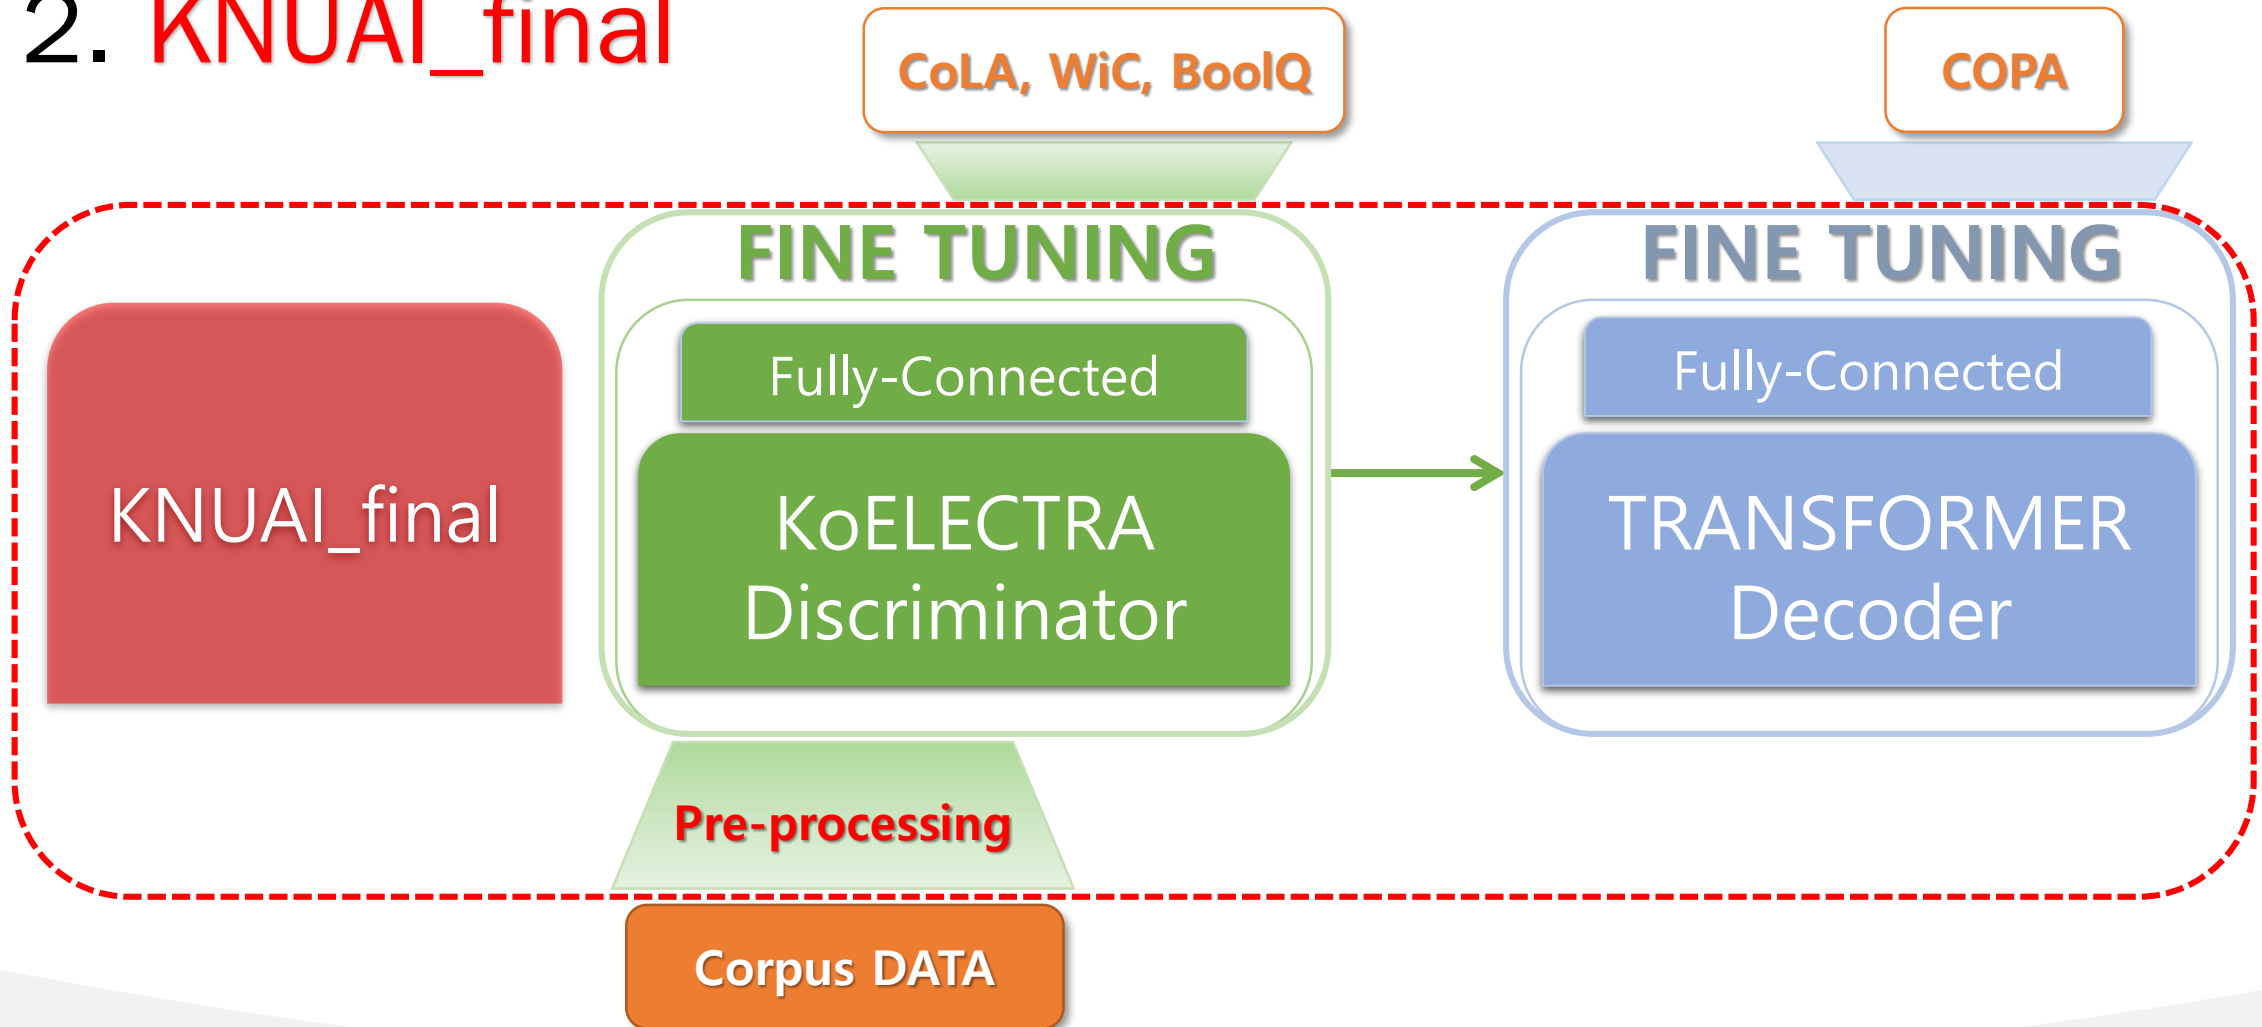 2. KNUAI_final
CoLA, WiC, BoolQ
COPA
FINE TUNING
FINE TUNING
Fully-Connected
Fully-Connected
KNUAI_final
KoELECTRA
Discriminator
TRANSFORMER
Decoder
Pre-processing
Corpus DATA